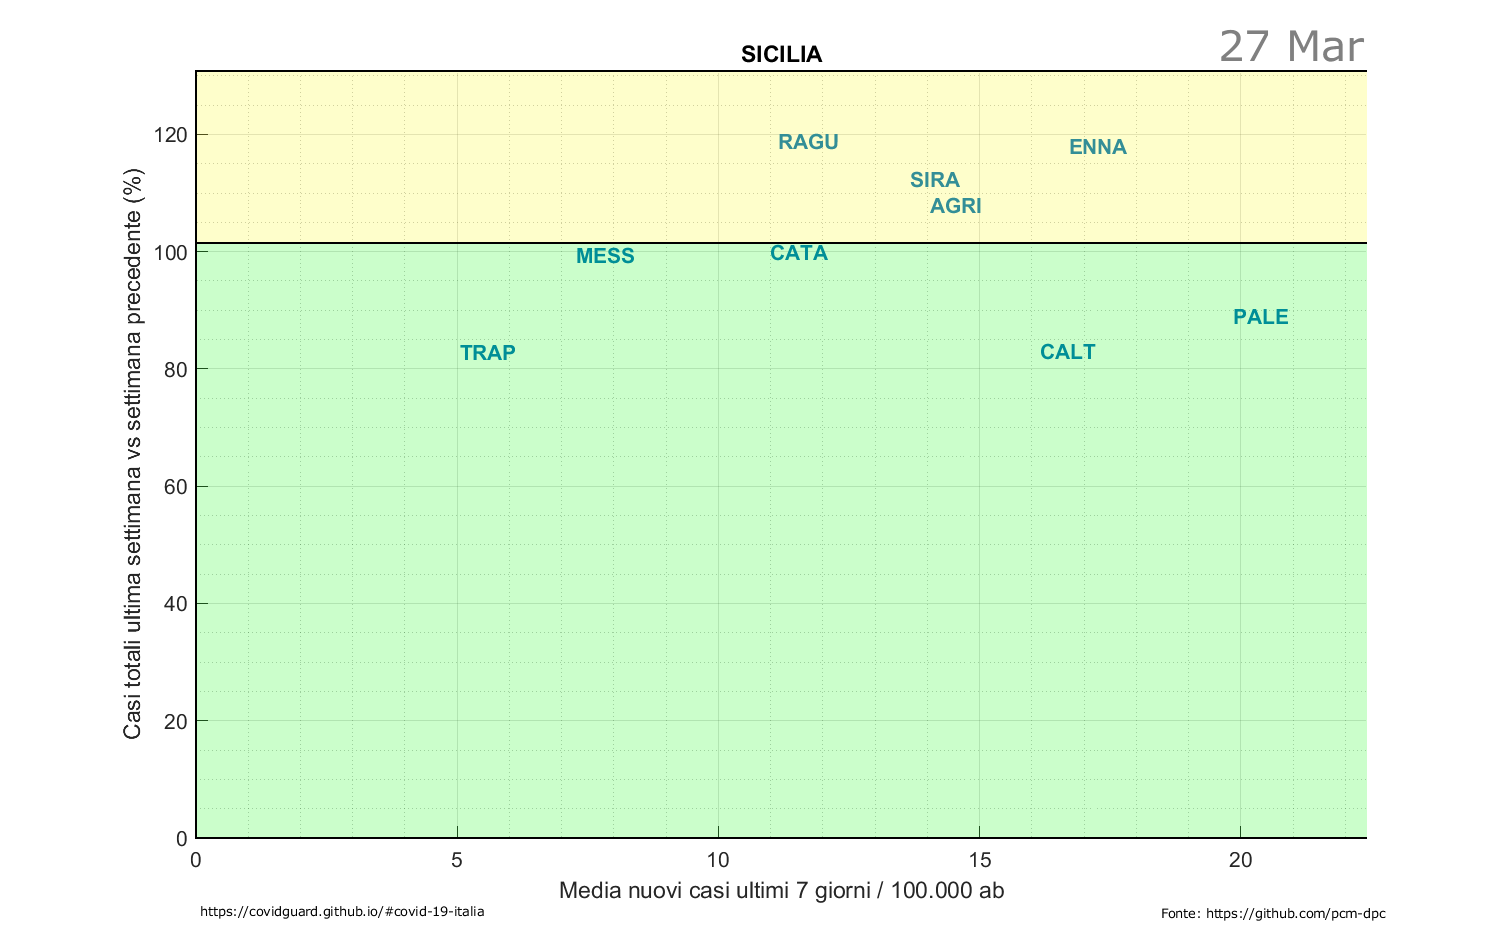 SICILIA
27 Mar
Casi totali ultima settimana vs settimana precedente (%)
120
100
80
60
40
20
0
RAGU
ENNA
SIRA
AGRI
MESS
CATA
PALE
TRAP
CALT
0
5
10
15
20
Media nuovi casi ultimi 7 giorni / 100.000 ab
https://covidguard.github.io/#covid-19-italia
Fonte: https://github.com/pcm-dpc